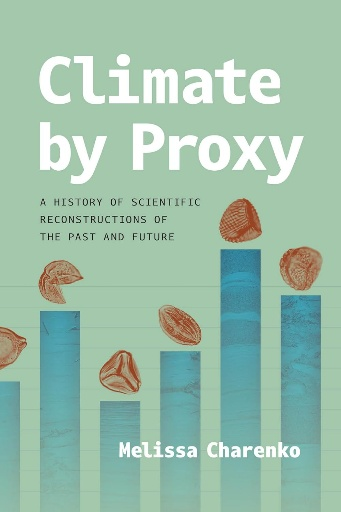 Climate
by Proxy
A HISTORY OF SCIENTIFIC
RECONSTRUCTIONS OF
THE PAST AND FUTURE
Melissa Charenko